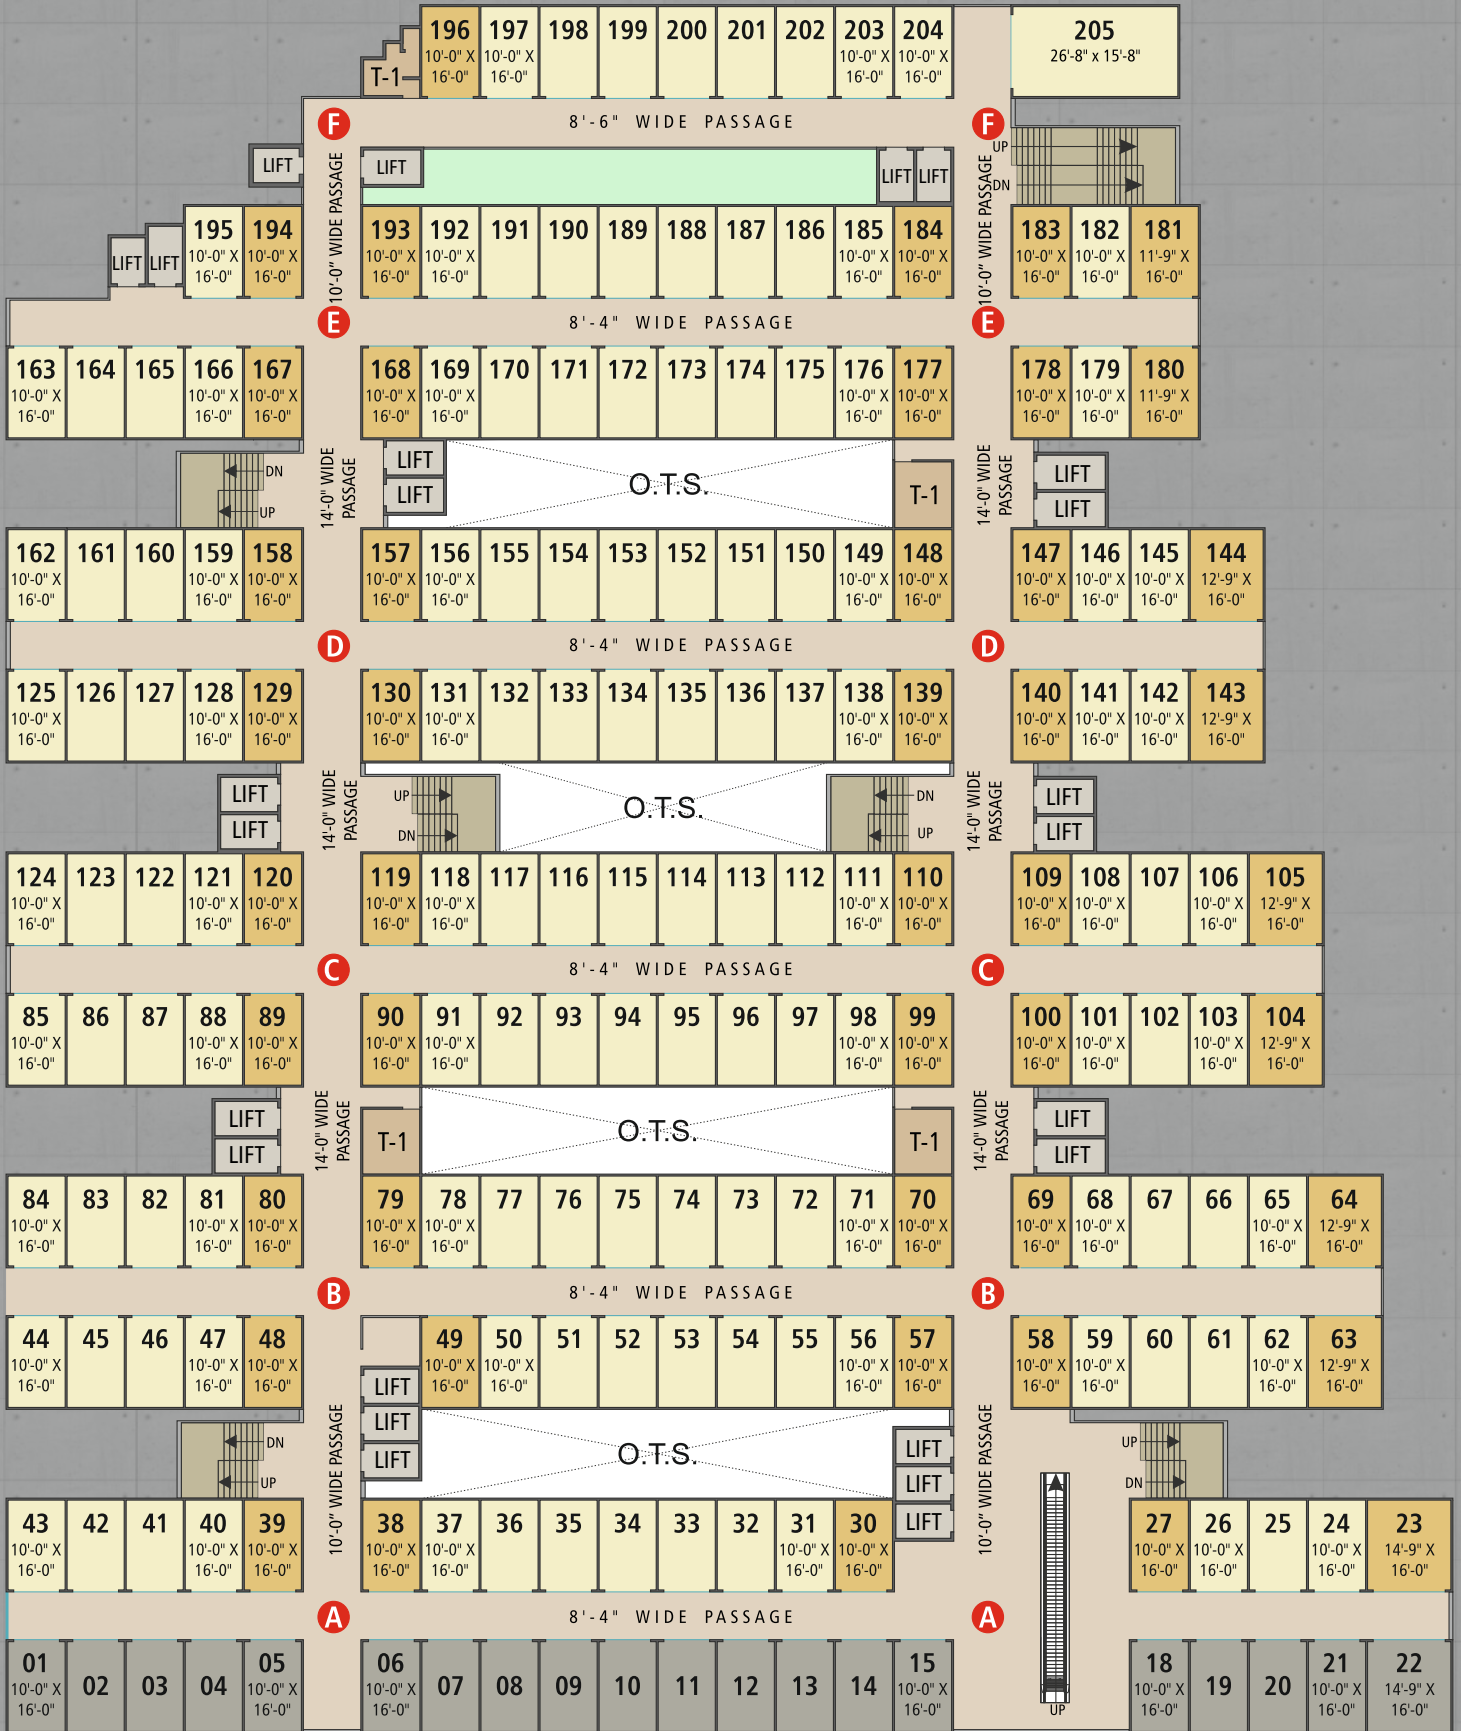 196 197 198 199 200 201 202 203 204 205
10'-0" X 10'-0" X 10'-0" X 10'-0" X 26'-8" x 15'-8"
16'-0" 16'-0" 16'-0" 16'-0"
T-1
F 8'-6" WIDE PASSAGE F
UP
LIFT LIFT LIFT LIFT
DN
10'-0" WIDE PASSAGE 10'-0" WIDE PASSAGE
195 194 193 192 191 190 189 188 187 186 185 184 183 182 181
10'-0" X 10'-0" X 10'-0" X 10'-0" X 10'-0" X 10'-0" X 10'-0" X 10'-0" X 11'-9" X
16'-0" 16'-0" 16'-0" 16'-0" 16'-0" 16'-0" 16'-0" 16'-0" 16'-0"
LIFT LIFT
E 8'-4" WIDE PASSAGE E
163 164 165 166 167 168 169 170 171 172 173 174 175 176 177 178 179 180
10'-0" X 10'-0" X 10'-0" X 10'-0" X 10'-0" X 10'-0" X 10'-0" X 10'-0" X 10'-0" X 11'-9" X
16'-0" 16'-0" 16'-0" 16'-0" 16'-0" 16'-0" 16'-0" 16'-0" 16'-0" 16'-0"
DN
UP
14'-0" WIDE
PASSAGE
LIFT
LIFT
O.T.S.
T-1
14'-0" WIDE
PASSAGE
LIFT
LIFT
162 161 160 159 158 157 156 155 154 153 152 151 150 149 148 147 146 145 144
10'-0" X 10'-0" X 10'-0" X 10'-0" X 10'-0" X 10'-0" X 10'-0" X 10'-0" X 10'-0" X 10'-0" X 12'-9" X
16'-0" 16'-0" 16'-0" 16'-0" 16'-0" 16'-0" 16'-0" 16'-0" 16'-0" 16'-0" 16'-0"
D 8'-4" WIDE PASSAGE D
125 126 127 128 129 130 131 132 133 134 135 136 137 138 139 140 141 142 143
10'-0" X 10'-0" X 10'-0" X 10'-0" X 10'-0" X 10'-0" X 10'-0" X 10'-0" X 10'-0" X 10'-0" X 12'-9" X
16'-0" 16'-0" 16'-0" 16'-0" 16'-0" 16'-0" 16'-0" 16'-0" 16'-0" 16'-0" 16'-0"
LIFT
LIFT
14'-0" WIDE
PASSAGE
UP
DN
O.T.S.
DN
UP
14'-0" WIDE
PASSAGE
LIFT
LIFT
124 123 122 121 120 119 118 117 116 115 114 113 112 111 110 109 108 107 106 105
10'-0" X 10'-0" X 10'-0" X 10'-0" X 10'-0" X 10'-0" X 10'-0" X 10'-0" X 10'-0" X 10'-0" X 12'-9" X
16'-0" 16'-0" 16'-0" 16'-0" 16'-0" 16'-0" 16'-0" 16'-0" 16'-0" 16'-0" 16'-0"
C 8'-4" WIDE PASSAGE C
85 86 87 88 89 90 91 92 93 94 95 96 97 98 99 100 101 102 103 104
10'-0" X 10'-0" X 10'-0" X 10'-0" X 10'-0" X 10'-0" X 10'-0" X 10'-0" X 10'-0" X 10'-0" X 12'-9" X
16'-0" 16'-0" 16'-0" 16'-0" 16'-0" 16'-0" 16'-0" 16'-0" 16'-0" 16'-0" 16'-0"
LIFT
LIFT
14'-0" WIDE
PASSAGE
T-1
O.T.S.
T-1
14'-0" WIDE
PASSAGE
LIFT
LIFT
84 83 82 81 80 79 78 77 76 75 74 73 72 71 70 69 68 67 66 65 64
10'-0" X 10'-0" X 10'-0" X 10'-0" X 10'-0" X 10'-0" X 10'-0" X 10'-0" X 10'-0" X 10'-0" X 12'-9" X
16'-0" 16'-0" 16'-0" 16'-0" 16'-0" 16'-0" 16'-0" 16'-0" 16'-0" 16'-0" 16'-0"
B 8'-4" WIDE PASSAGE B
44 45 46 47 48 49 50 51 52 53 54 55 56 57 58 59 60 61 62 63
10'-0" X 10'-0" X 10'-0" X 10'-0" X 10'-0" X 10'-0" X 10'-0" X 10'-0" X 10'-0" X 10'-0" X 12'-9" X
16'-0" 16'-0" 16'-0" 16'-0" 16'-0" 16'-0" 16'-0" 16'-0" 16'-0" 16'-0" 16'-0"
DN
UP
10'-0" WIDE PASSAGE
LIFT
LIFT
LIFT
O.T.S.
LIFT
LIFT
LIFT
10'-0" WIDE PASSAGE
UP
DN
43 42 41 40 39 38 37 36 35 34 33 32 31 30 27 26 25 24 23
10'-0" X 10'-0" X 10'-0" X 10'-0" X 10'-0" X 10'-0" X 10'-0" X 10'-0" X 10'-0" X 10'-0" X 14'-9" X
16'-0" 16'-0" 16'-0" 16'-0" 16'-0" 16'-0" 16'-0" 16'-0" 16'-0" 16'-0" 16'-0"
A 8'-4" WIDE PASSAGE A
01 02 03 04 05 06 07 08 09 10 11 12 13 14 15 18 19 20 21 22
10'-0" X 10'-0" X 10'-0" X 10'-0" X 10'-0" X 10'-0" X 14'-9" X
16'-0" 16'-0" 16'-0" 16'-0" 16'-0" 16'-0" 16'-0"
UP